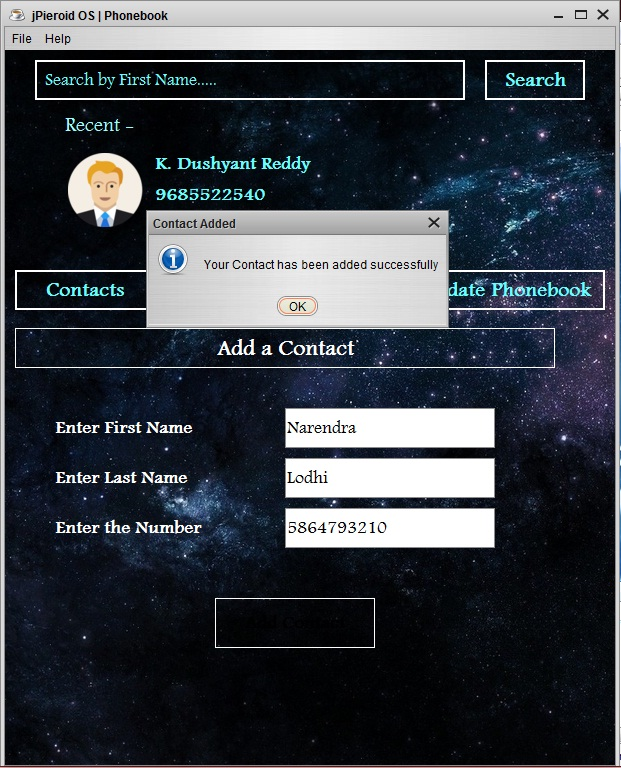 jPieroid OS | Phonebook
File Help
Search by First Name.....
Search
Recent -
K. Dushyant Reddy
9685522540
Contact Added
Your Contact has been added successfully
OK
Contacts
date Phonebook
Add a Contact
Enter First Name
Narendra
Enter Last Name
Lodhi
Enter the Number
5864793210